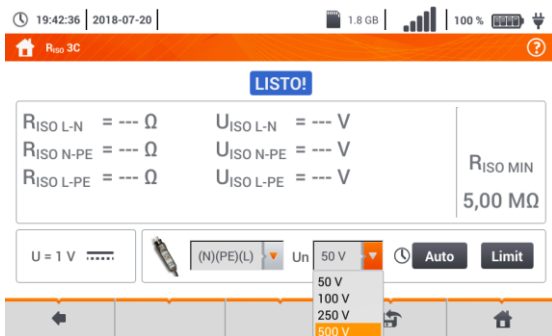 19:42:36 2018-07-20 1.8 GB 100 %
RISO 3C ?
LISTO!
RISO L-N = --- Ω UISO L-N = --- V
RISO N-PE = --- Ω UISO N-PE = --- V
RISO L-PE = --- Ω UISO L-PE = --- V
RISO MIN
5,00 MΩ
U = 1 V (N)(PE)(L) Un 50 V Auto Limit
50 V
100 V
250 V
500 V